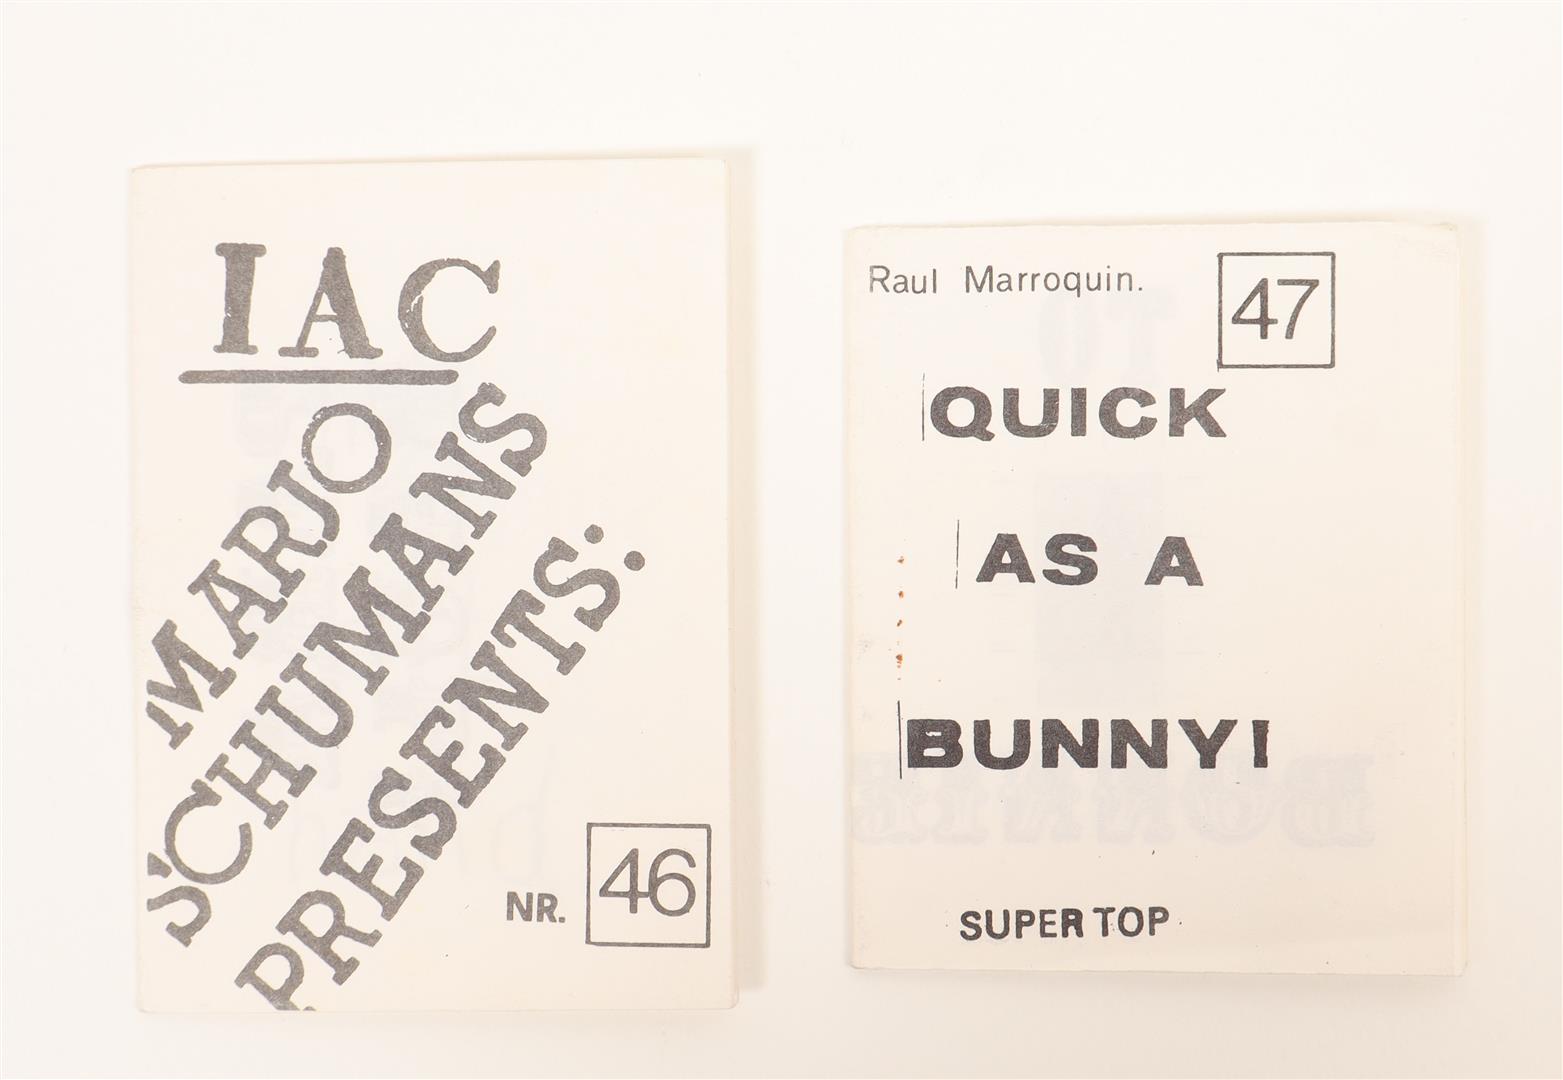 IAC
MARJO
SCHUMANS
PRESENTS:
NR. 46
Raul Marroquin.
47
QUICK
AS A
BUNNY!
SUPER TOP